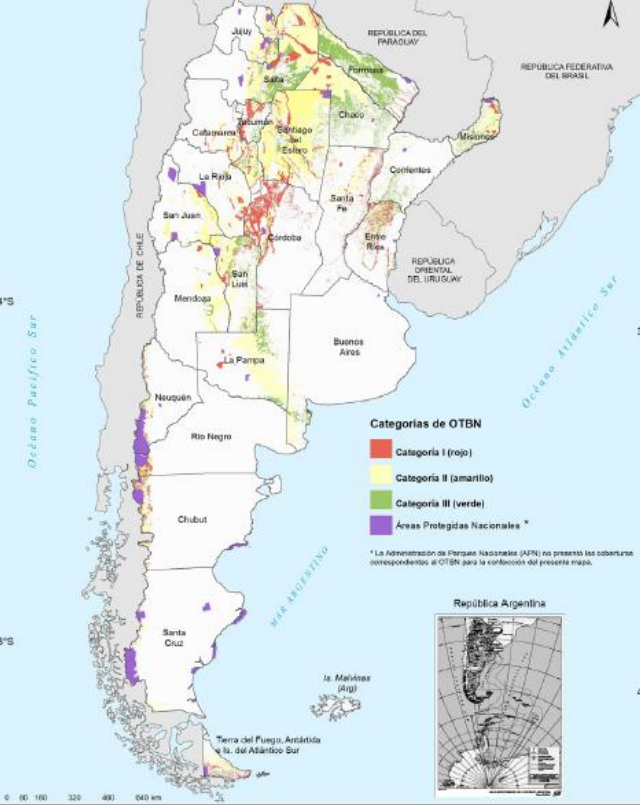 REPÚBLICA DEL
PARAGUAY
REPÚBLICA FEDERATIVA
DEL BRASIL
Jujuy
Salta
Formosa
Chaco
Misiones
Tucumán
Catamarca
Santiago
del
Estero
Corrientes
La Rioja
Santa
Fe
San Juan
Córdoba
Entre
Ríos
REPÚBLICA
ORIENTAL
DEL URUGUAY
REPÚBLICA DE CHILE
San
Luis
Mendoza
Buenos
Aires
La Pampa
Neuquén
Río Negro
Chubut
Santa
Cruz
Océano Pacífico Sur
Océano Atlántico Sur
MAR ARGENTINO
Categorías de OTBN
Categoría I (rojo)
Categoría II (amarillo)
Categoría III (verde)
Áreas Protegidas Nacionales *
* La Administración de Parques Nacionales (APN) no presentó las coberturas
correspondientes al OTBN para la confección del presente mapa.
República Argentina
Is. Malvinas
(Arg)
Tierra del Fuego, Antártida
e Is. del Atlántico Sur
0 80 160 320 480 640 km